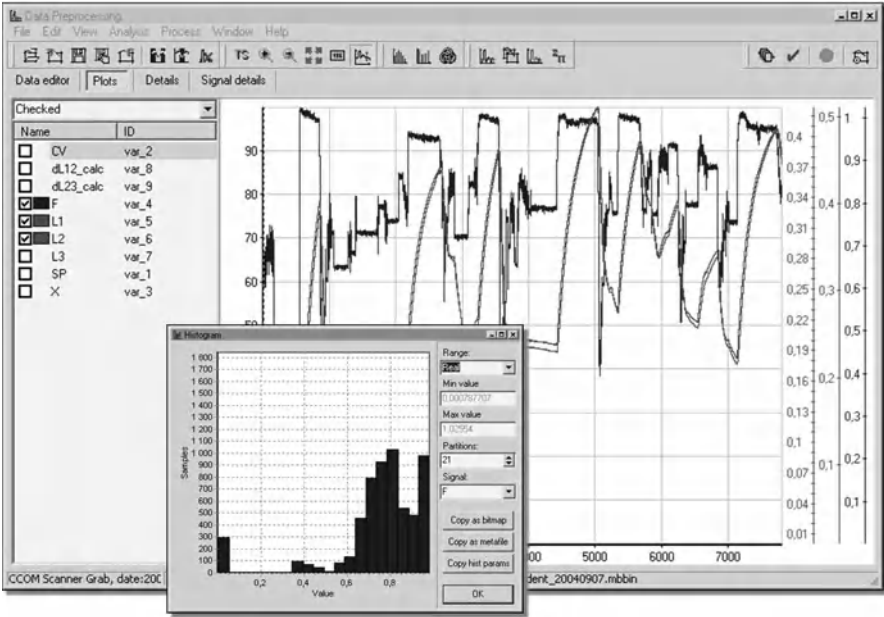 Data Preprocessing
File Edit View Analysis Process Window Help
TS
Data editor Plots Details Signal details
Checked
Name ID
CV var_2
dL12_calc var_8
dL23_calc var_9
F var_4
L1 var_5
L2 var_6
L3 var_7
SP var_1
X var_3
90
80
70
60
50
0,4
0,37
0,34
0,31
0,28
0,25
0,22
0,19
0,16
0,13
0,1
0,07
0,04
0,01
0,5
0,4
0,3
0,2
0,1
1
0,9
0,8
0,7
0,6
0,5
0,4
0,3
0,2
0,1
5000 6000 7000
Histogram
1 800
1 700
1 600
1 500
1 400
1 300
1 200
1 100
1 000
900
800
700
600
500
400
300
200
100
0
Samples
0,2 0,4 0,6 0,8
Value
Range:
Real
Min value
0,000787707
Max value
1,02954
Partitions:
21
Signal:
F
Copy as bitmap
Copy as metafile
Copy hist params
OK
CCOM Scanner Grab, date:200
dent_20040907.mbbin